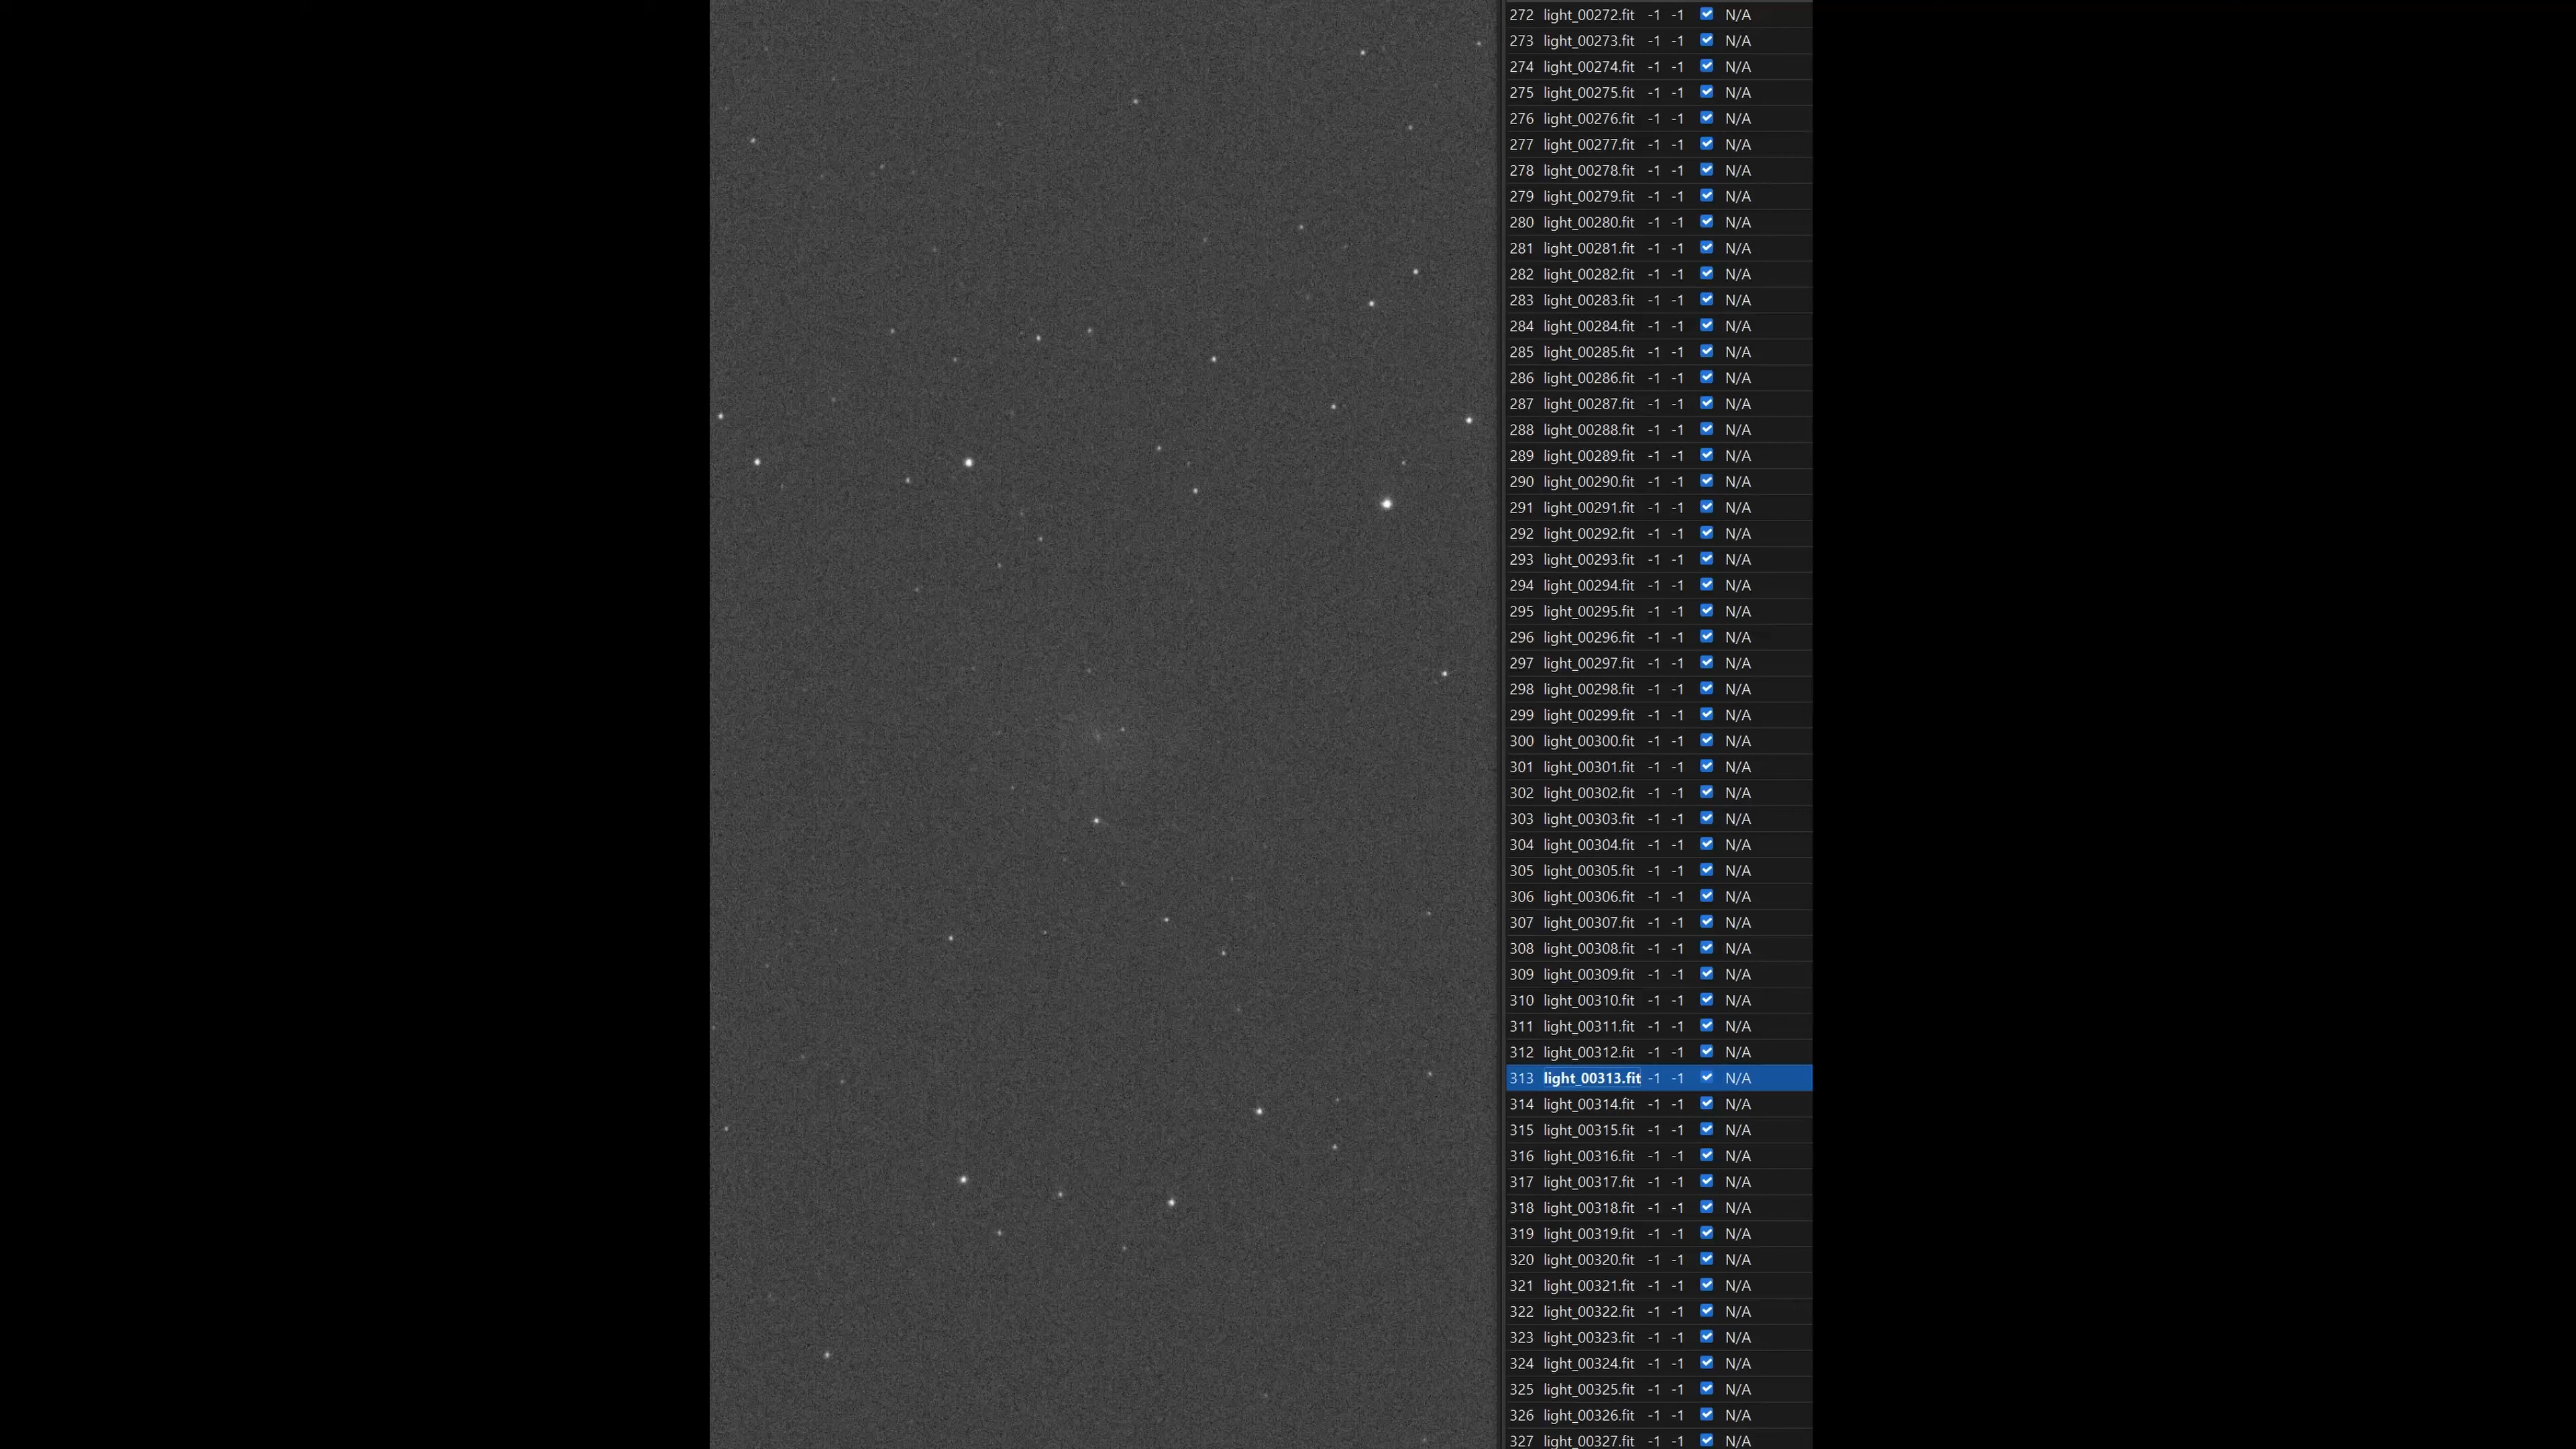 272 light_00272.fit -1 -1 N/A
273 light_00273.fit -1 -1 N/A
274 light_00274.fit -1 -1 N/A
275 light_00275.fit -1 -1 N/A
276 light_00276.fit -1 -1 N/A
277 light_00277.fit -1 -1 N/A
278 light_00278.fit -1 -1 N/A
279 light_00279.fit -1 -1 N/A
280 light_00280.fit -1 -1 N/A
281 light_00281.fit -1 -1 N/A
282 light_00282.fit -1 -1 N/A
283 light_00283.fit -1 -1 N/A
284 light_00284.fit -1 -1 N/A
285 light_00285.fit -1 -1 N/A
286 light_00286.fit -1 -1 N/A
287 light_00287.fit -1 -1 N/A
288 light_00288.fit -1 -1 N/A
289 light_00289.fit -1 -1 N/A
290 light_00290.fit -1 -1 N/A
291 light_00291.fit -1 -1 N/A
292 light_00292.fit -1 -1 N/A
293 light_00293.fit -1 -1 N/A
294 light_00294.fit -1 -1 N/A
295 light_00295.fit -1 -1 N/A
296 light_00296.fit -1 -1 N/A
297 light_00297.fit -1 -1 N/A
298 light_00298.fit -1 -1 N/A
299 light_00299.fit -1 -1 N/A
300 light_00300.fit -1 -1 N/A
301 light_00301.fit -1 -1 N/A
302 light_00302.fit -1 -1 N/A
303 light_00303.fit -1 -1 N/A
304 light_00304.fit -1 -1 N/A
305 light_00305.fit -1 -1 N/A
306 light_00306.fit -1 -1 N/A
307 light_00307.fit -1 -1 N/A
308 light_00308.fit -1 -1 N/A
309 light_00309.fit -1 -1 N/A
310 light_00310.fit -1 -1 N/A
311 light_00311.fit -1 -1 N/A
312 light_00312.fit -1 -1 N/A
313 light_00313.fit -1 -1 N/A
314 light_00314.fit -1 -1 N/A
315 light_00315.fit -1 -1 N/A
316 light_00316.fit -1 -1 N/A
317 light_00317.fit -1 -1 N/A
318 light_00318.fit -1 -1 N/A
319 light_00319.fit -1 -1 N/A
320 light_00320.fit -1 -1 N/A
321 light_00321.fit -1 -1 N/A
322 light_00322.fit -1 -1 N/A
323 light_00323.fit -1 -1 N/A
324 light_00324.fit -1 -1 N/A
325 light_00325.fit -1 -1 N/A
326 light_00326.fit -1 -1 N/A
327 light_00327.fit -1 -1 N/A